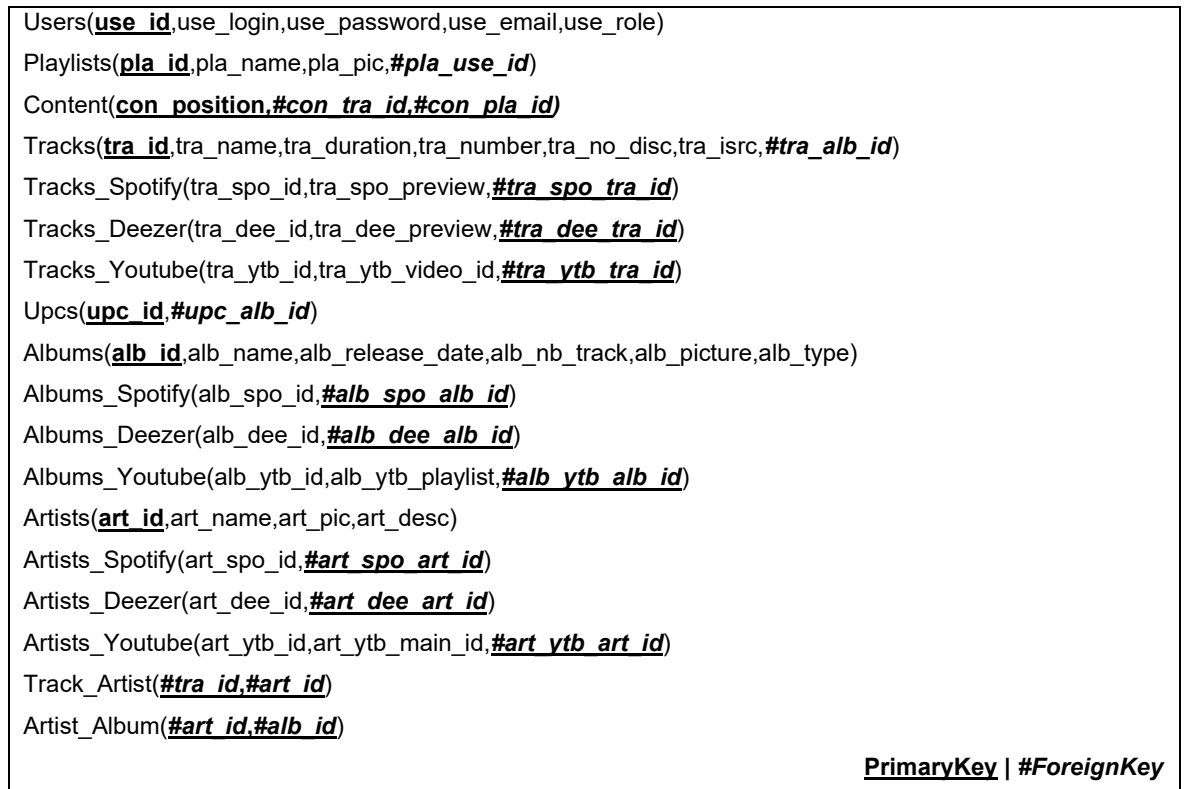 Users(use_id,use_login,use_password,use_email,use_role)
Playlists(pla_id,pla_name,pla_pic,#pla_use_id)
Content(con_position,#con_tra_id,#con_pla_id)
Tracks(tra_id,tra_name,tra_duration,tra_number,tra_no_disc,tra_isrc,#tra_alb_id)
Tracks_Spotify(tra_spo_id,tra_spo_preview,#tra_spo_tra_id)
Tracks_Deezer(tra_dee_id,tra_dee_preview,#tra_dee_tra_id)
Tracks_Youtube(tra_ytb_id,tra_ytb_video_id,#tra_ytb_tra_id)
Upcs(upc_id,#upc_alb_id)
Albums(alb_id,alb_name,alb_release_date,alb_nb_track,alb_picture,alb_type)
Albums_Spotify(alb_spo_id,#alb_spo_alb_id)
Albums_Deezer(alb_dee_id,#alb_dee_alb_id)
Albums_Youtube(alb_ytb_id,alb_ytb_playlist,#alb_ytb_alb_id)
Artists(art_id,art_name,art_pic,art_desc)
Artists_Spotify(art_spo_id,#art_spo_art_id)
Artists_Deezer(art_dee_id,#art_dee_art_id)
Artists_Youtube(art_ytb_id,art_ytb_main_id,#art_ytb_art_id)
Track_Artist(#tra_id,#art_id)
Artist_Album(#art_id,#alb_id)
PrimaryKey | #ForeignKey